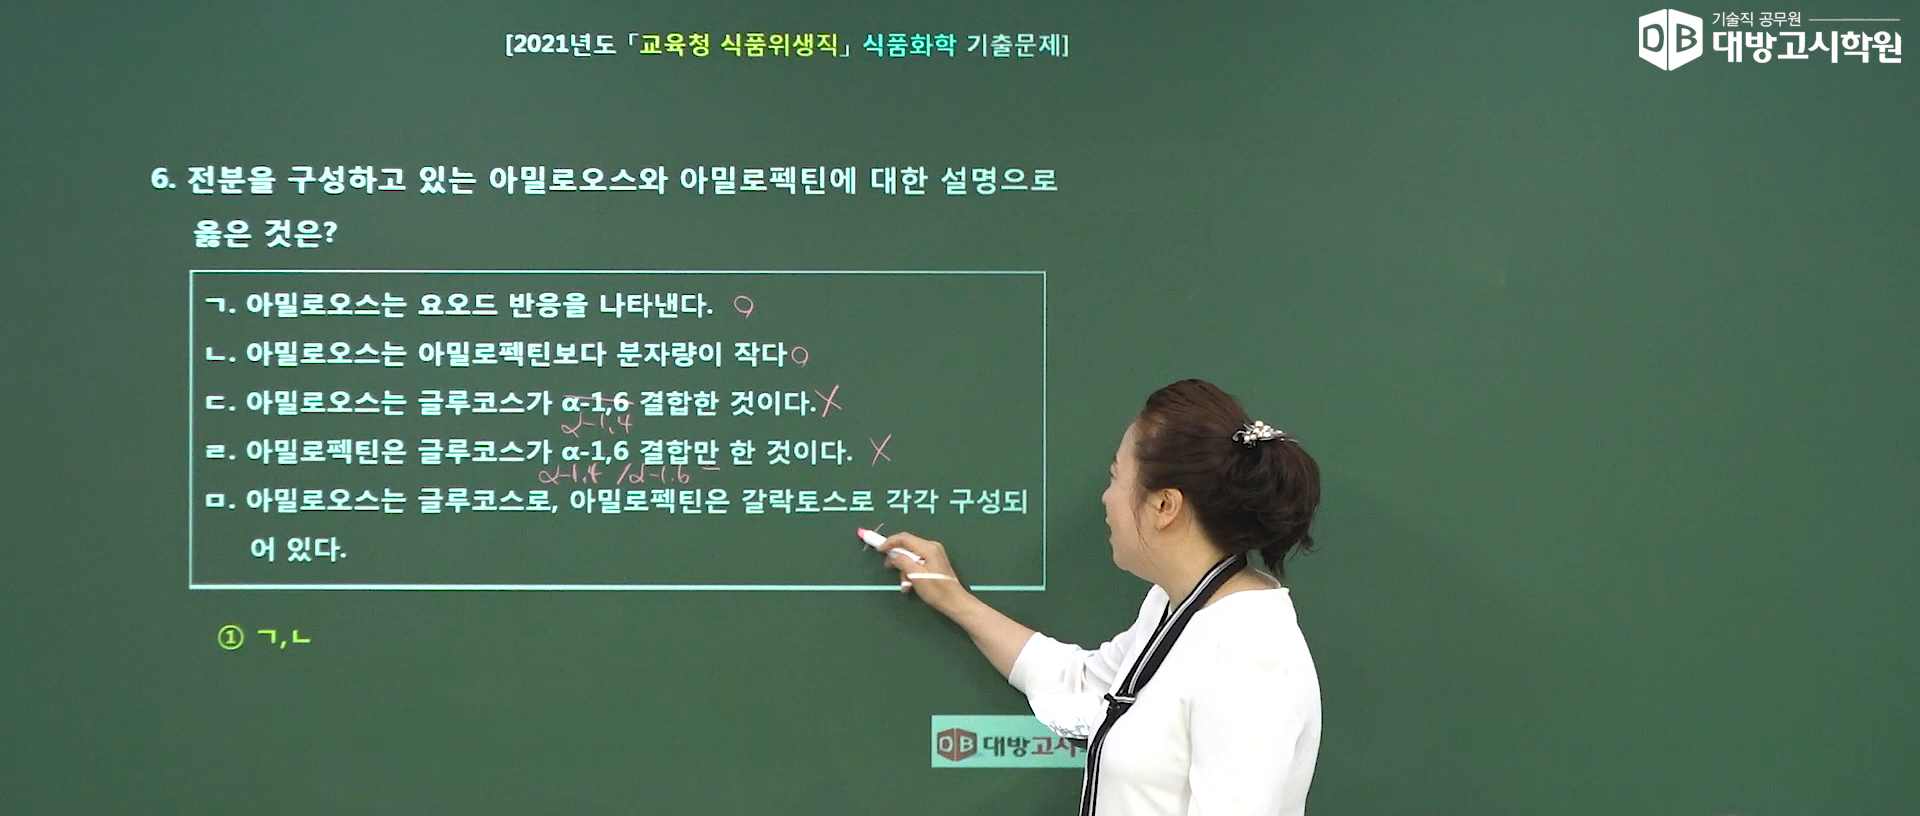 [2021년도 「교육청 식품위생직」 식품화학 기출문제]
기술직 공무원
DB 대방고시학원
6. 전분을 구성하고 있는 아밀로오스와 아밀로펙틴에 대한 설명으로
옳은 것은?
ㄱ. 아밀로오스는 요오드 반응을 나타낸다. O
ㄴ. 아밀로오스는 아밀로펙틴보다 분자량이 작다 O
ㄷ. 아밀로오스는 글루코스가 α-1,6 결합한 것이다. X
α-1.4
ㄹ. 아밀로펙틴은 글루코스가 α-1,6 결합만 한 것이다. X
α-1.4 / α-1.6
ㅁ. 아밀로오스는 글루코스로, 아밀로펙틴은 갈락토스로 각각 구성되
어 있다.
① ㄱ,ㄴ
DB 대방고시